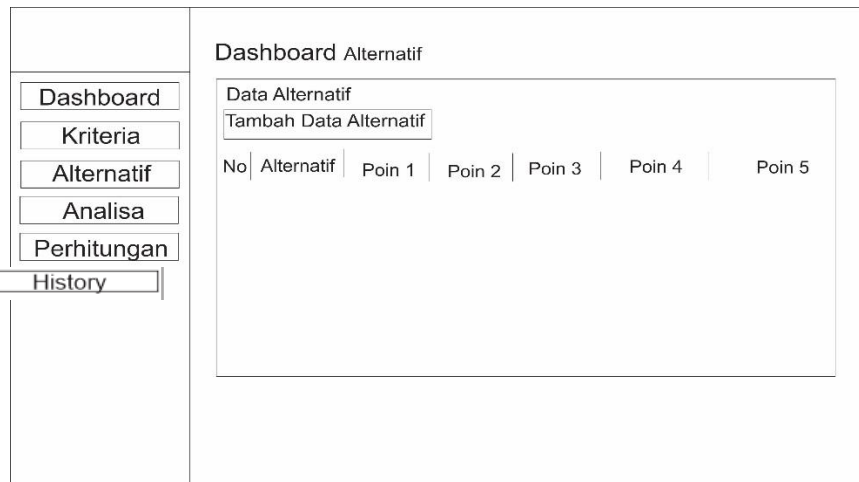 Dashboard Alternatif
Dashboard
Kriteria
Alternatif
Analisa
Perhitungan
History
Data Alternatif
Tambah Data Alternatif
No Alternatif Poin 1 Poin 2 Poin 3 Poin 4 Poin 5